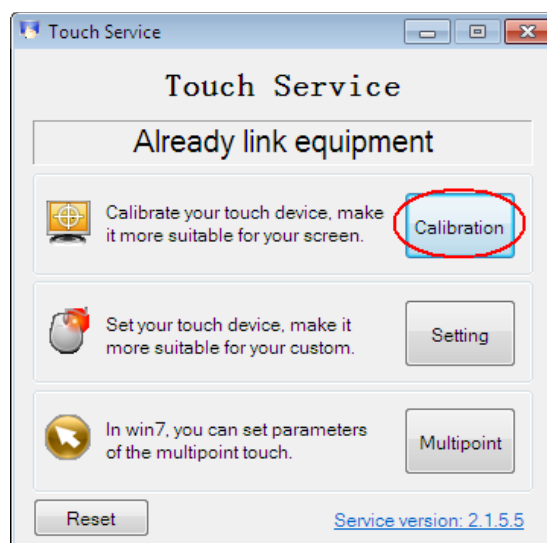 Touch Service
Touch Service
Already link equipment
Calibrate your touch device, make
it more suitable for your screen.
Calibration
Set your touch device, make it
more suitable for your custom.
Setting
In win7, you can set parameters
of the multipoint touch.
Multipoint
Reset
Service version: 2.1.5.5